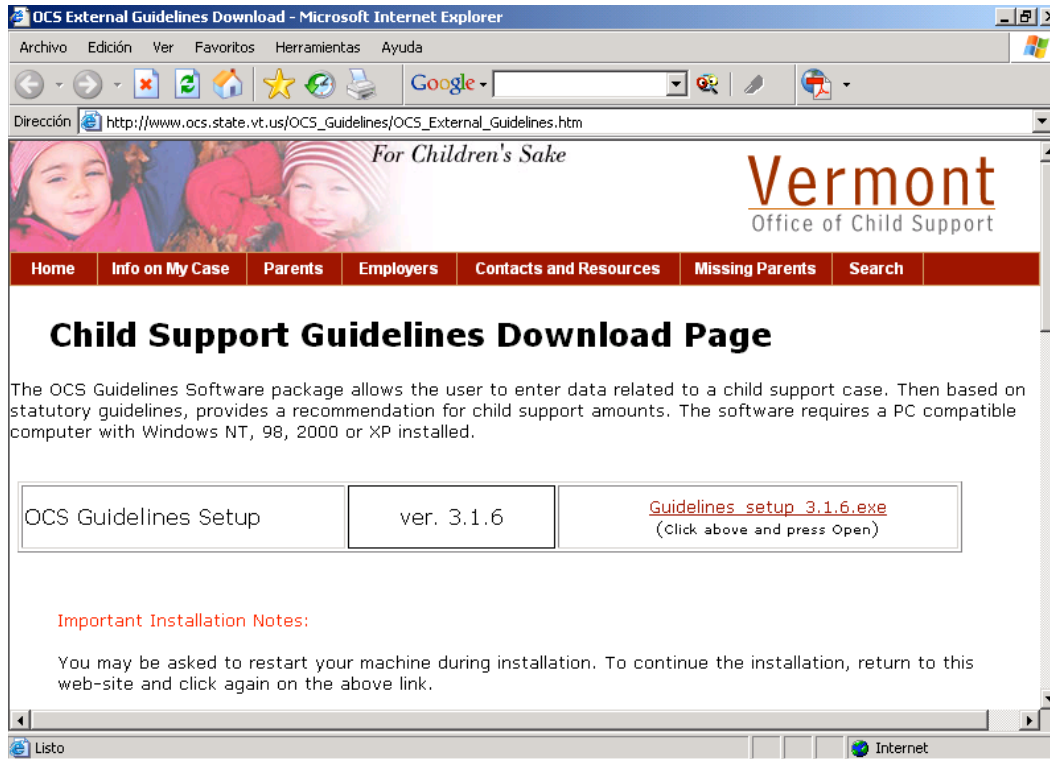 OCS External Guidelines Download - Microsoft Internet Explorer
Archivo Edición Ver Favoritos Herramientas Ayuda
Google
Dirección http://www.ocs.state.vt.us/OCS_Guidelines/OCS_External_Guidelines.htm
For Children's Sake
Vermont
Office of Child Support
Home Info on My Case Parents Employers Contacts and Resources Missing Parents Search
Child Support Guidelines Download Page
The OCS Guidelines Software package allows the user to enter data related to a child support case. Then based on
statutory guidelines, provides a recommendation for child support amounts. The software requires a PC compatible
computer with Windows NT, 98, 2000 or XP installed.
OCS Guidelines Setup ver. 3.1.6 Guidelines_setup_3.1.6.exe
(Click above and press Open)
Important Installation Notes:
You may be asked to restart your machine during installation. To continue the installation, return to this
web-site and click again on the above link.
Listo Internet